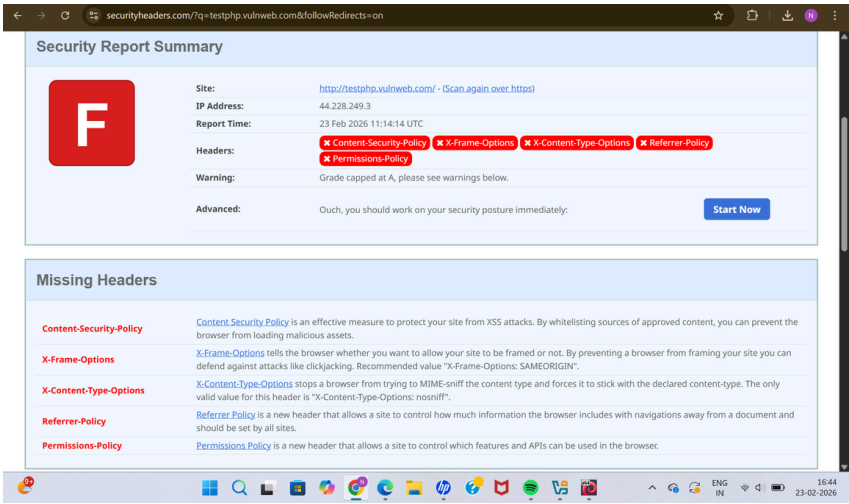 securityheaders.com/?q=testphp.vulnweb.com&followRedirects=on
N
Security Report Summary
F
Site: http://testphp.vulnweb.com/ - (Scan again over https)
IP Address: 44.228.249.3
Report Time: 23 Feb 2026 11:14:14 UTC
Headers: ✖ Content-Security-Policy ✖ X-Frame-Options ✖ X-Content-Type-Options ✖ Referrer-Policy
✖ Permissions-Policy
Warning: Grade capped at A, please see warnings below.
Advanced: Ouch, you should work on your security posture immediately: Start Now
Missing Headers
Content-Security-Policy Content Security Policy is an effective measure to protect your site from XSS attacks. By whitelisting sources of approved content, you can prevent the
browser from loading malicious assets.
X-Frame-Options X-Frame-Options tells the browser whether you want to allow your site to be framed or not. By preventing a browser from framing your site you can
defend against attacks like clickjacking. Recommended value "X-Frame-Options: SAMEORIGIN".
X-Content-Type-Options X-Content-Type-Options stops a browser from trying to MIME-sniff the content type and forces it to stick with the declared content-type. The only
valid value for this header is "X-Content-Type-Options: nosniff".
Referrer-Policy Referrer Policy is a new header that allows a site to control how much information the browser includes with navigations away from a document and
should be set by all sites.
Permissions-Policy Permissions Policy is a new header that allows a site to control which features and APIs can be used in the browser.
9+
hp
ENG
IN
16:44
23-02-2026